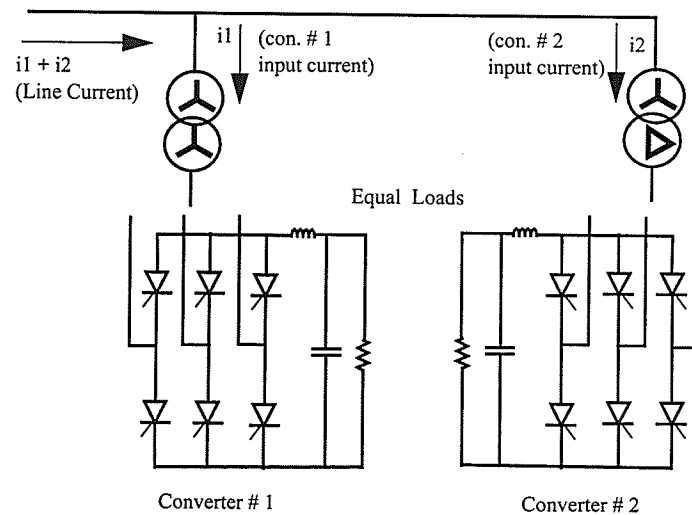 i1 + i2
(Line Current)
i1
(con. # 1
input current)
(con. # 2
input current)
i2
Equal Loads
Converter # 1
Converter # 2